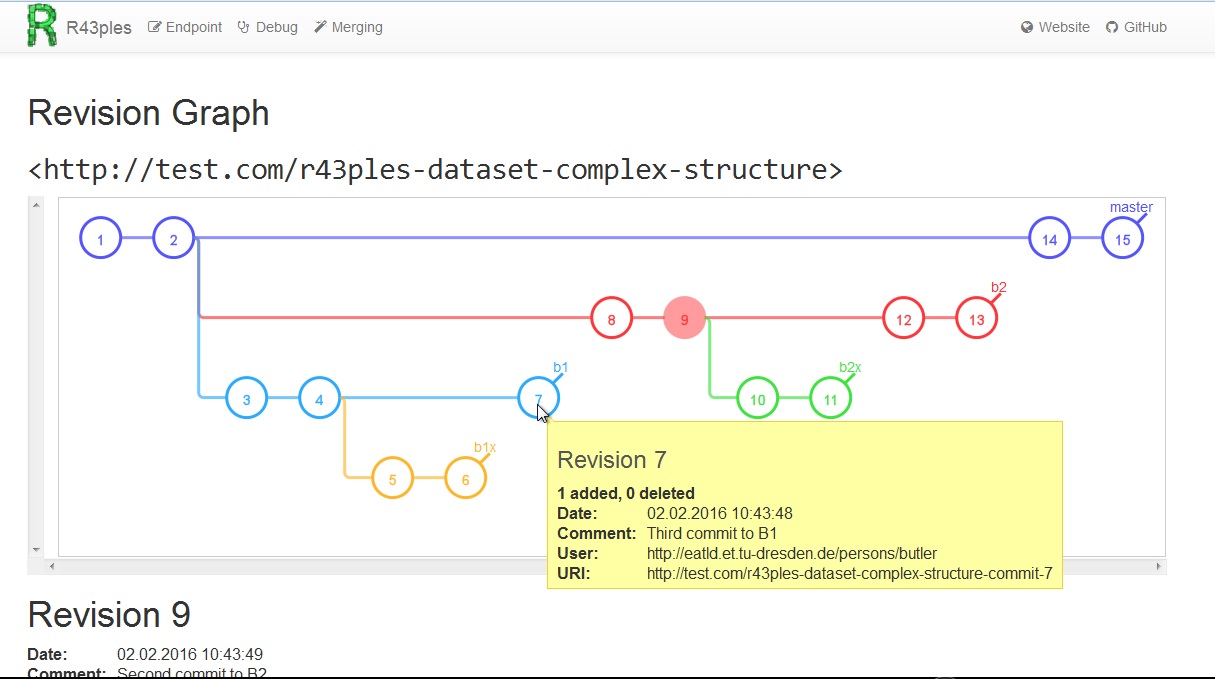 R43ples Endpoint Debug Merging Website GitHub
Revision Graph
<http://test.com/r43ples-dataset-complex-structure>
master
1 2 14 15
b2
8 9 12 13
b1 b2x
3 4 7 10 11
b1x
5 6
Revision 7
1 added, 0 deleted
Date: 02.02.2016 10:43:48
Comment: Third commit to B1
User: http://eatld.et.tu-dresden.de/persons/butler
URI: http://test.com/r43ples-dataset-complex-structure-commit-7
Revision 9
Date: 02.02.2016 10:43:49
Comment: Second commit to B2